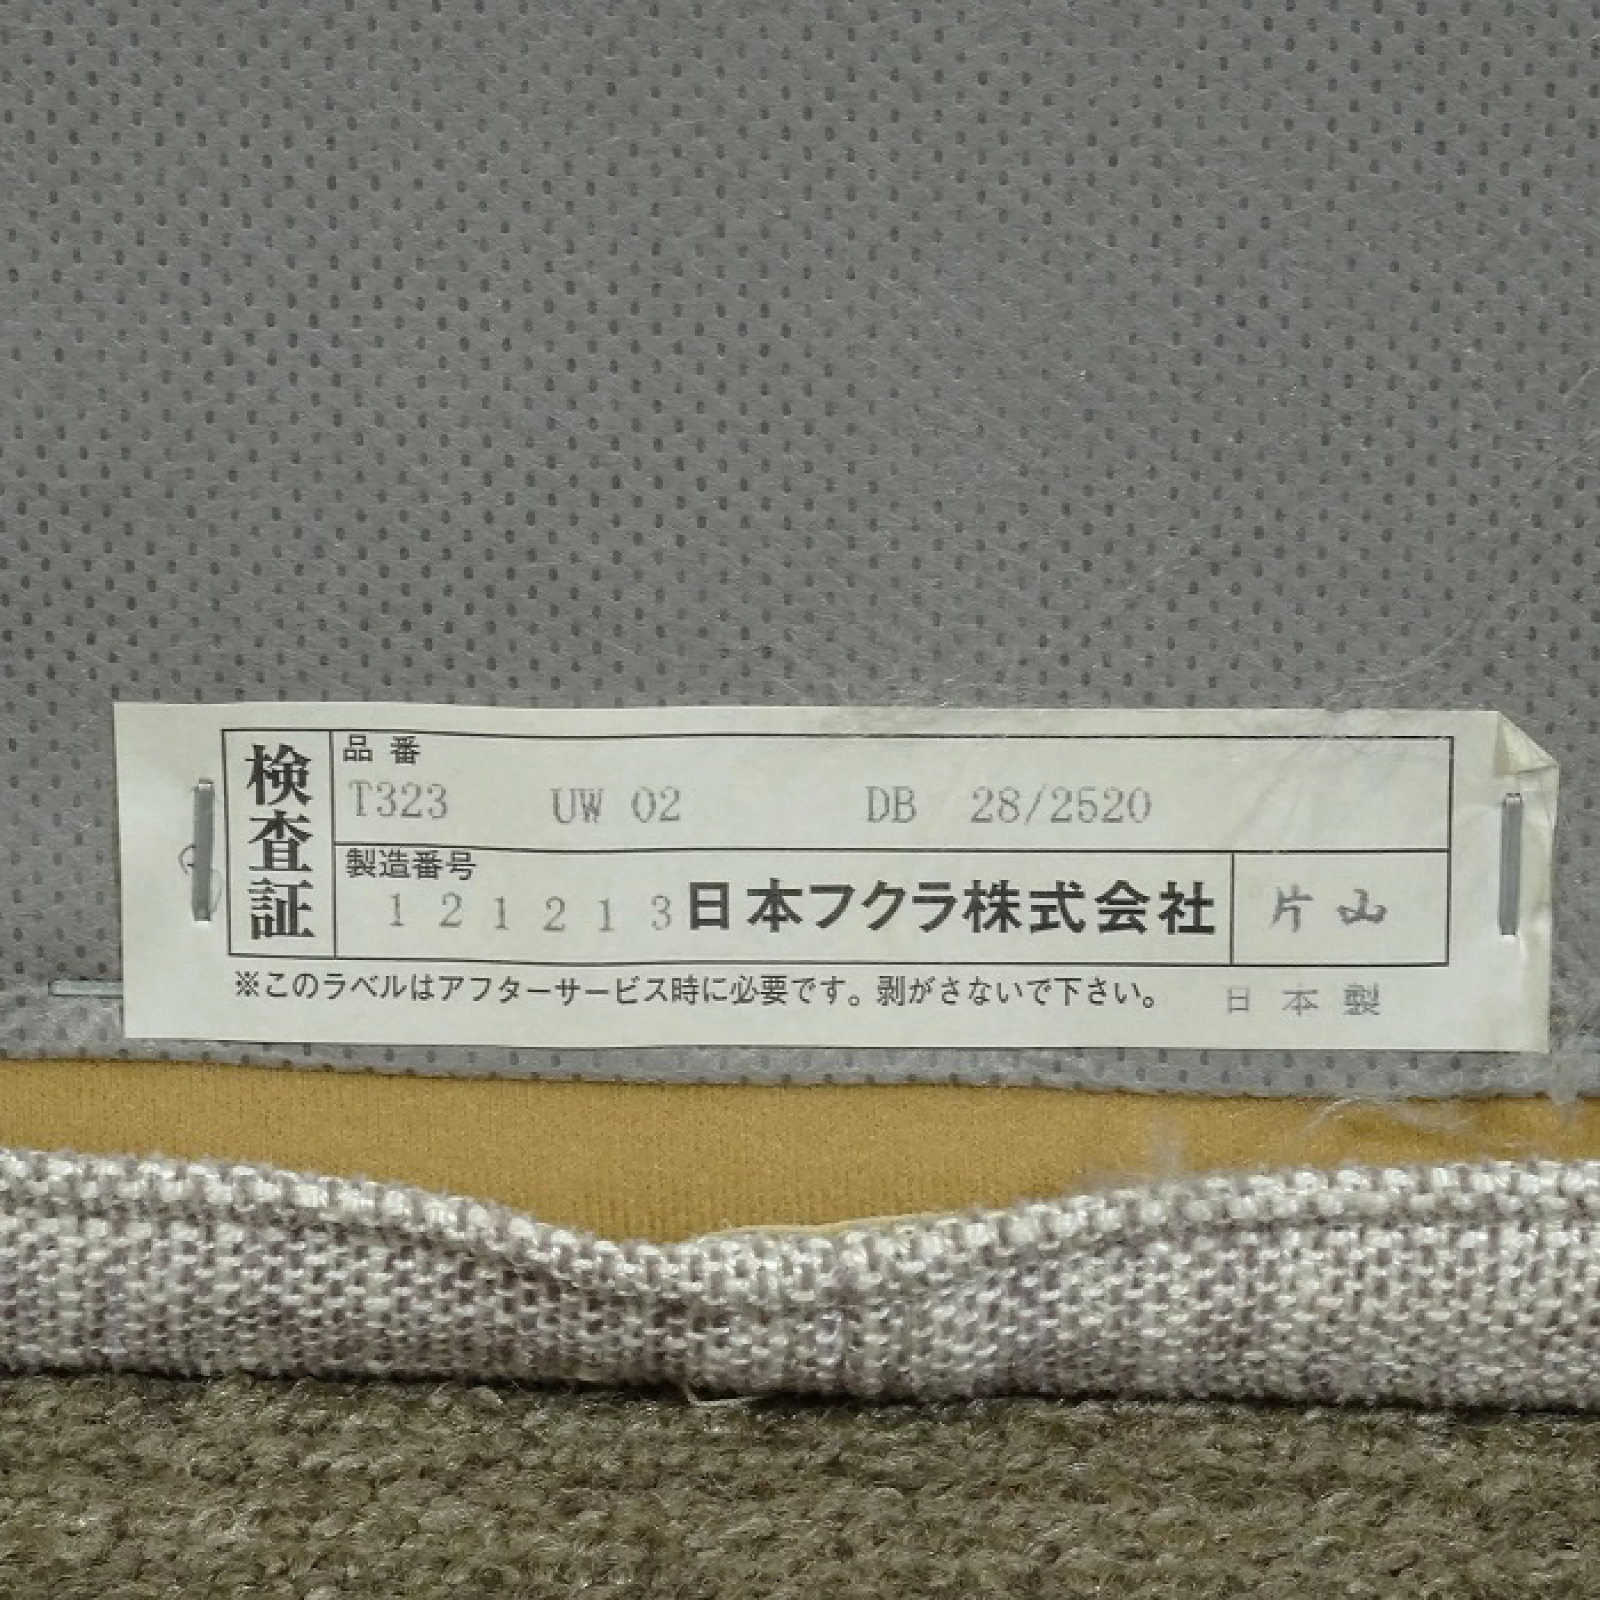 検査証
品番
T323 UW 02 DB 28/2520
製造番号
121213 日本フクラ株式会社 片山
※このラベルはアフターサービス時に必要です。剥がさないで下さい。 日本製